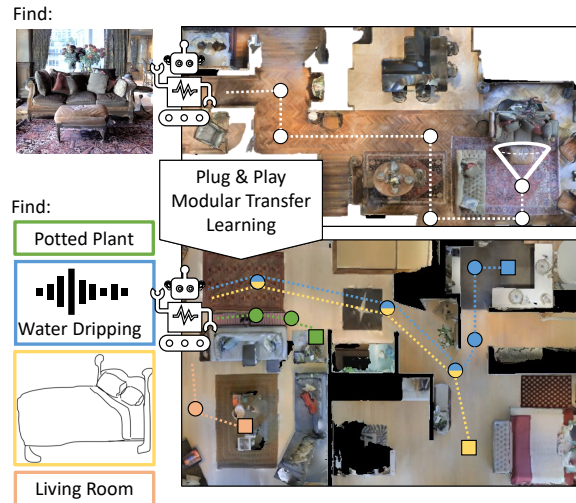 Find:
Plug & Play
Modular Transfer
Learning
Find:
Potted Plant
Water Dripping
Living Room